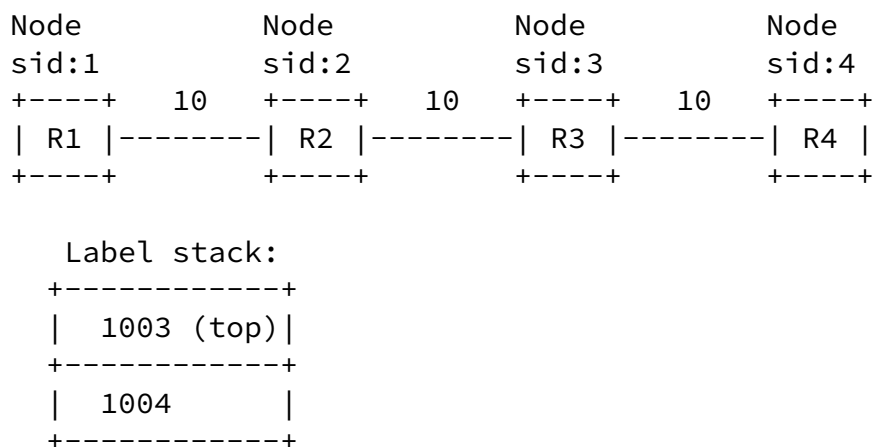 Node Node Node Node
sid:1 sid:2 sid:3 sid:4
+----+ 10 +----+ 10 +----+ 10 +----+
| R1 |--------| R2 |--------| R3 |--------| R4 |
+----+ +----+ +----+ +----+
Label stack:
+------------+
| 1003 (top)|
+------------+
| 1004 |
+------------+